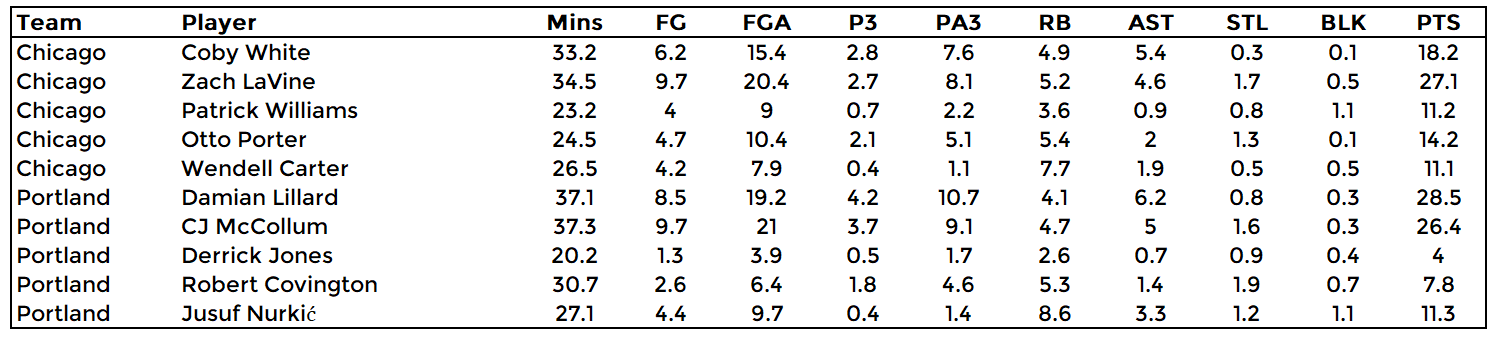 Team Player Mins FG FGA P3 PA3 RB AST STL BLK PTS
Chicago Coby White 33.2 6.2 15.4 2.8 7.6 4.9 5.4 0.3 0.1 18.2
Chicago Zach LaVine 34.5 9.7 20.4 2.7 8.1 5.2 4.6 1.7 0.5 27.1
Chicago Patrick Williams 23.2 4 9 0.7 2.2 3.6 0.9 0.8 1.1 11.2
Chicago Otto Porter 24.5 4.7 10.4 2.1 5.1 5.4 2 1.3 0.1 14.2
Chicago Wendell Carter 26.5 4.2 7.9 0.4 1.1 7.7 1.9 0.5 0.5 11.1
Portland Damian Lillard 37.1 8.5 19.2 4.2 10.7 4.1 6.2 0.8 0.3 28.5
Portland CJ McCollum 37.3 9.7 21 3.7 9.1 4.7 5 1.6 0.3 26.4
Portland Derrick Jones 20.2 1.3 3.9 0.5 1.7 2.6 0.7 0.9 0.4 4
Portland Robert Covington 30.7 2.6 6.4 1.8 4.6 5.3 1.4 1.9 0.7 7.8
Portland Jusuf Nurkić 27.1 4.4 9.7 0.4 1.4 8.6 3.3 1.2 1.1 11.3